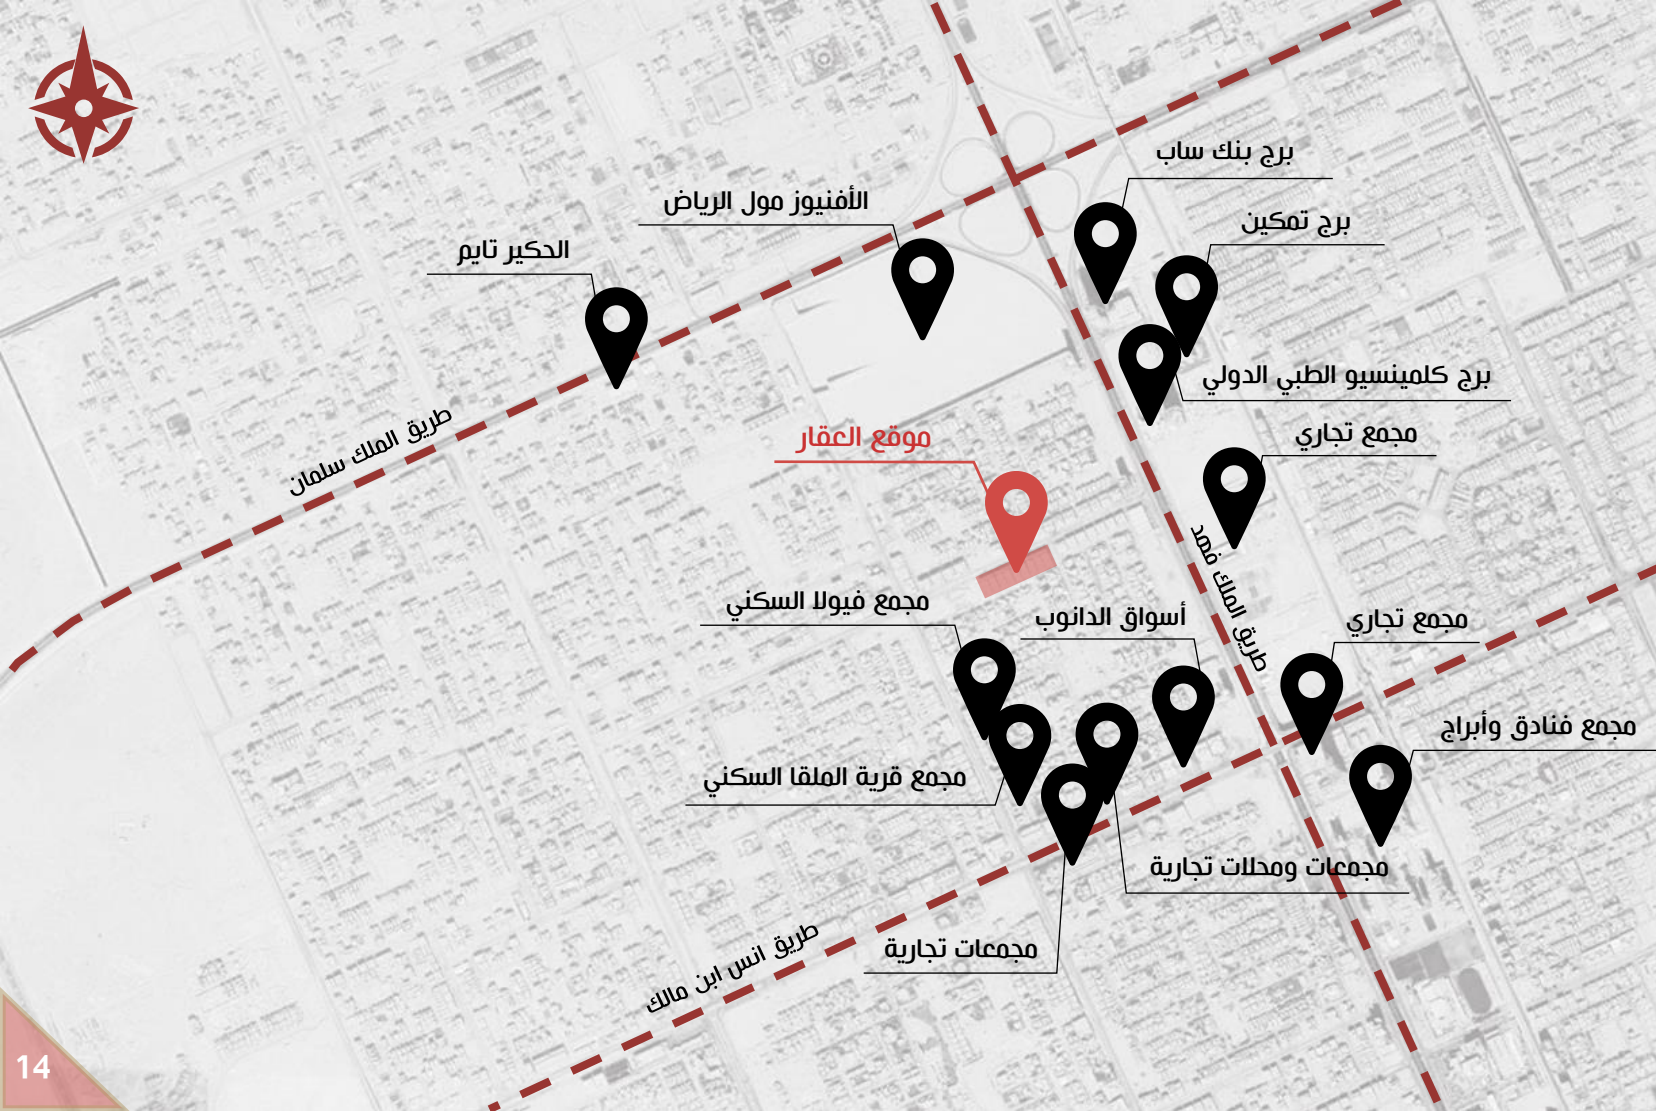 برج بنك ساب
الأفنيوز مول الرياض
برج تمكين
الحكير تايم
برج كلمينسيو الطبي الدولي
طريق الملك سلمان
موقع العقار
مجمع تجاري
طريق الملك فهد
مجمع فيولا السكني
أسواق الدانوب
مجمع تجاري
مجمع فنادق وأبراج
مجمع قرية الملقا السكني
مجمعات ومحلات تجارية
مجمعات تجارية
طريق انس ابن مالك
14